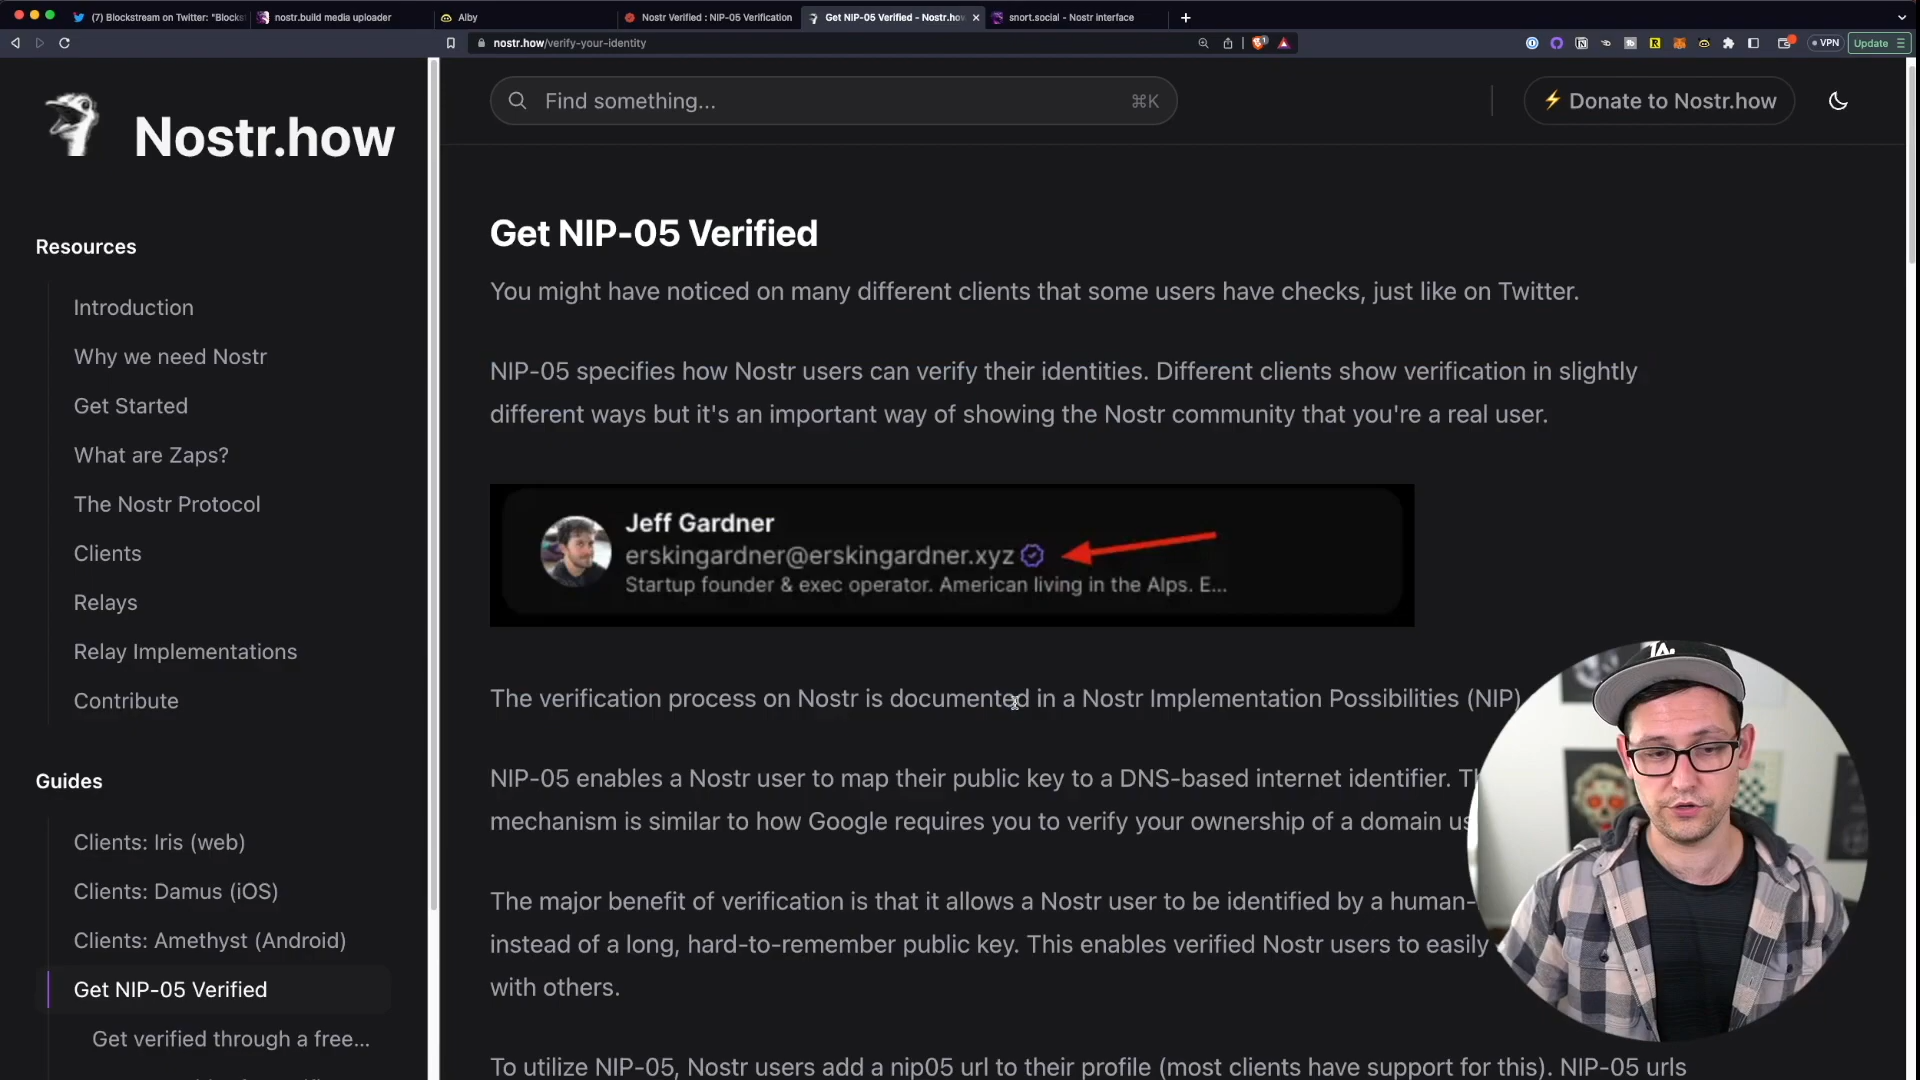 (7) Blockstream on Twitter: "Blocks
nostr.build media uploader
Alby
Nostr Verified : NIP-05 Verification
Get NIP-05 Verified - Nostr.how
snort.social - Nostr interface
nostr.how/verify-your-identity
VPN
Update
Nostr.how
Find something...
⌘K
Donate to Nostr.how
Resources
Introduction
Why we need Nostr
Get Started
What are Zaps?
The Nostr Protocol
Clients
Relays
Relay Implementations
Contribute
Guides
Clients: Iris (web)
Clients: Damus (iOS)
Clients: Amethyst (Android)
Get NIP-05 Verified
Get verified through a free...
Get NIP-05 Verified
You might have noticed on many different clients that some users have checks, just like on Twitter.
NIP-05 specifies how Nostr users can verify their identities. Different clients show verification in slightly
different ways but it's an important way of showing the Nostr community that you're a real user.
Jeff Gardner
erskingardner@erskingardner.xyz
Startup founder & exec operator. American living in the Alps. E...
The verification process on Nostr is documented in a Nostr Implementation Possibilities (NIP)
NIP-05 enables a Nostr user to map their public key to a DNS-based internet identifier.
mechanism is similar to how Google requires you to verify your ownership of a domain
The major benefit of verification is that it allows a Nostr user to be identified by a human-
instead of a long, hard-to-remember public key. This enables verified Nostr users to easily
with others.
To utilize NIP-05, Nostr users add a nip05 url to their profile (most clients have support for this). NIP-05 urls